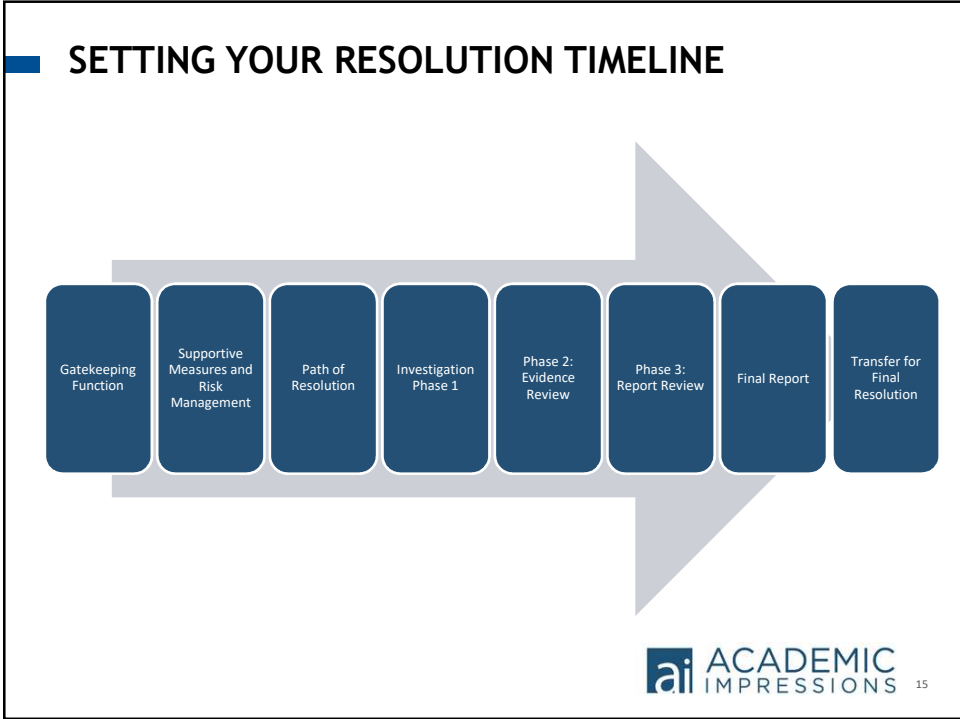 SETTING YOUR RESOLUTION TIMELINE
Gatekeeping
Function
Supportive
Measures and
Risk
Management
Path of
Resolution
Investigation
Phase 1
Phase 2:
Evidence
Review
Phase 3:
Report Review
Final Report
Transfer for
Final
Resolution
ai
ACADEMIC
IMPRESSIONS
15